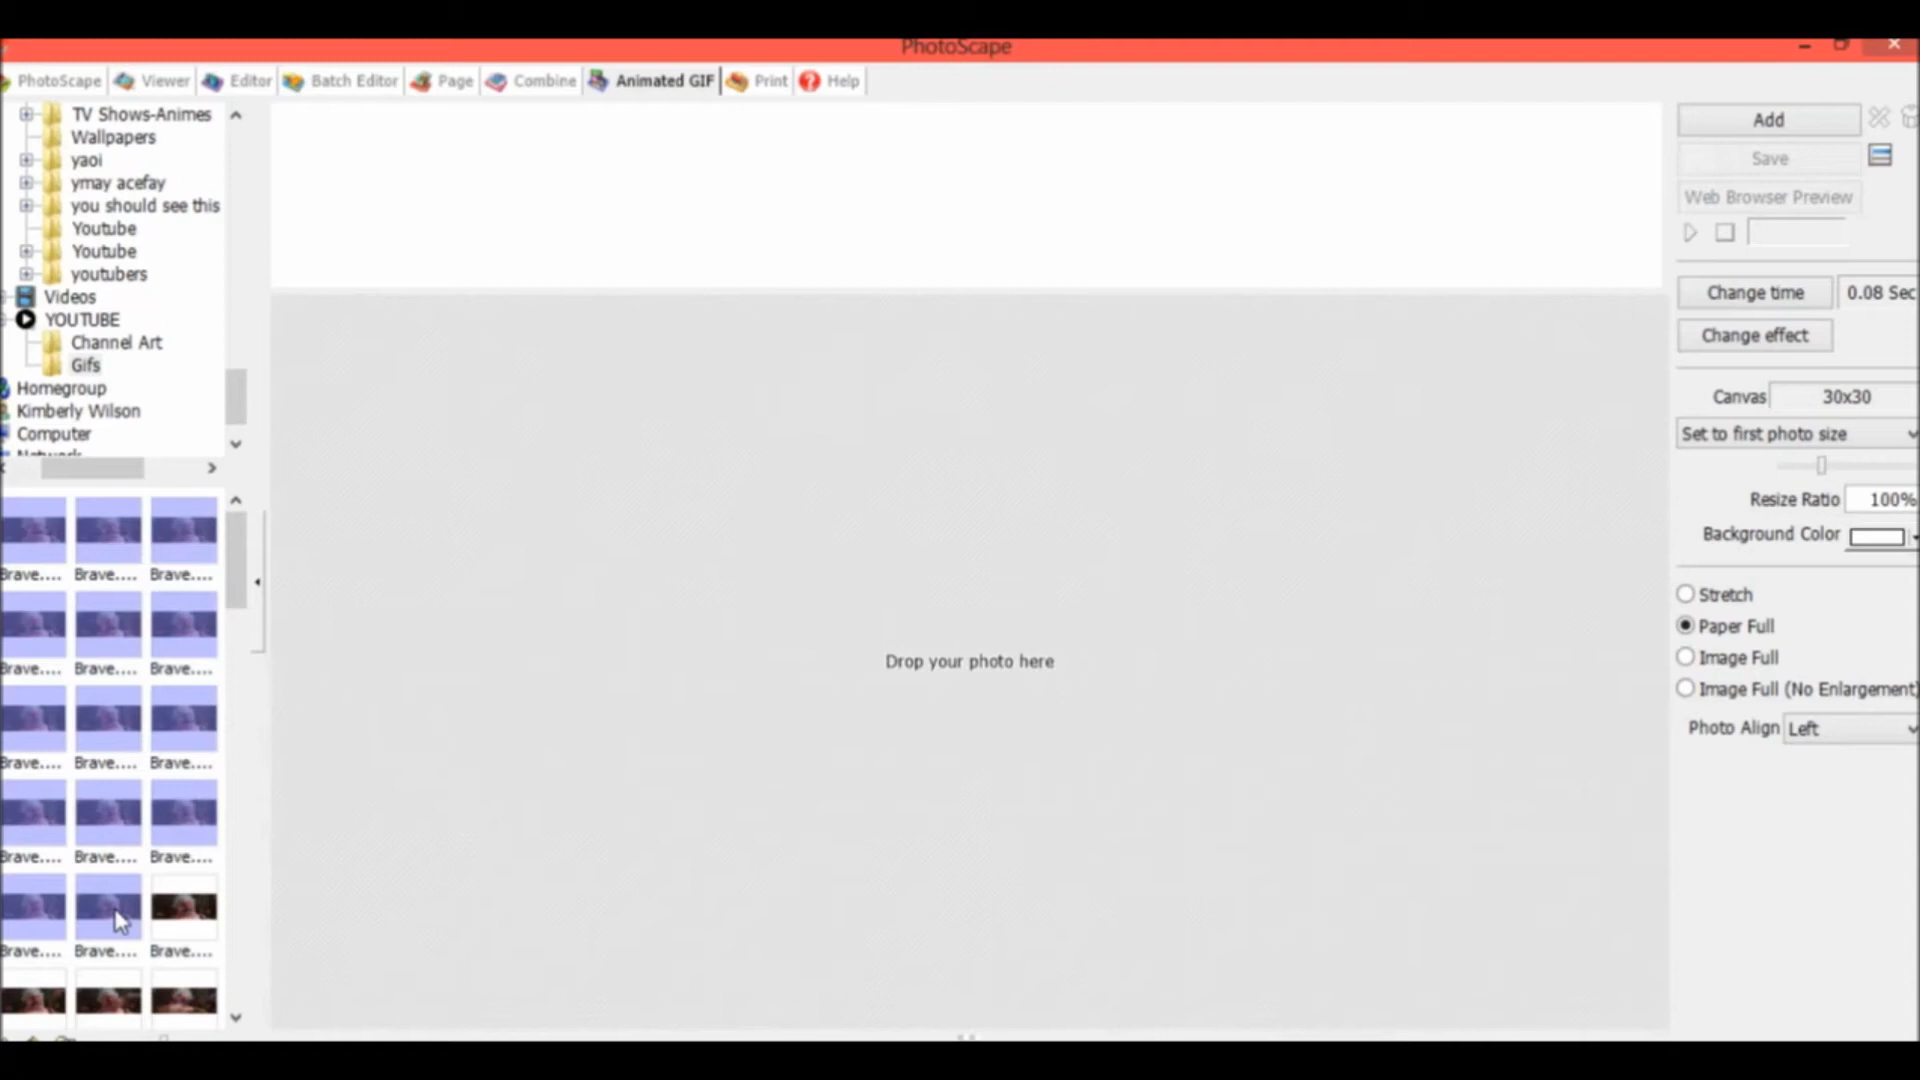 PhotoScape
PhotoScape Viewer Editor Batch Editor Page Combine Animated GIF Print Help
TV Shows-Animes
Wallpapers
yaoi
ymay acefay
you should see this
Youtube
Youtube
youtubers
Videos
YOUTUBE
Channel Art
Gifs
Homegroup
Kimberly Wilson
Computer
Brave.... Brave.... Brave....
Brave.... Brave.... Brave....
Brave.... Brave.... Brave....
Brave.... Brave.... Brave....
Brave.... Brave.... Brave....
Drop your photo here
Add
Save
Web Browser Preview
Change time 0.08 Sec
Change effect
Canvas 30x30
Set to first photo size
Resize Ratio 100%
Background Color
Stretch
Paper Full
Image Full
Image Full (No Enlargement)
Photo Align Left